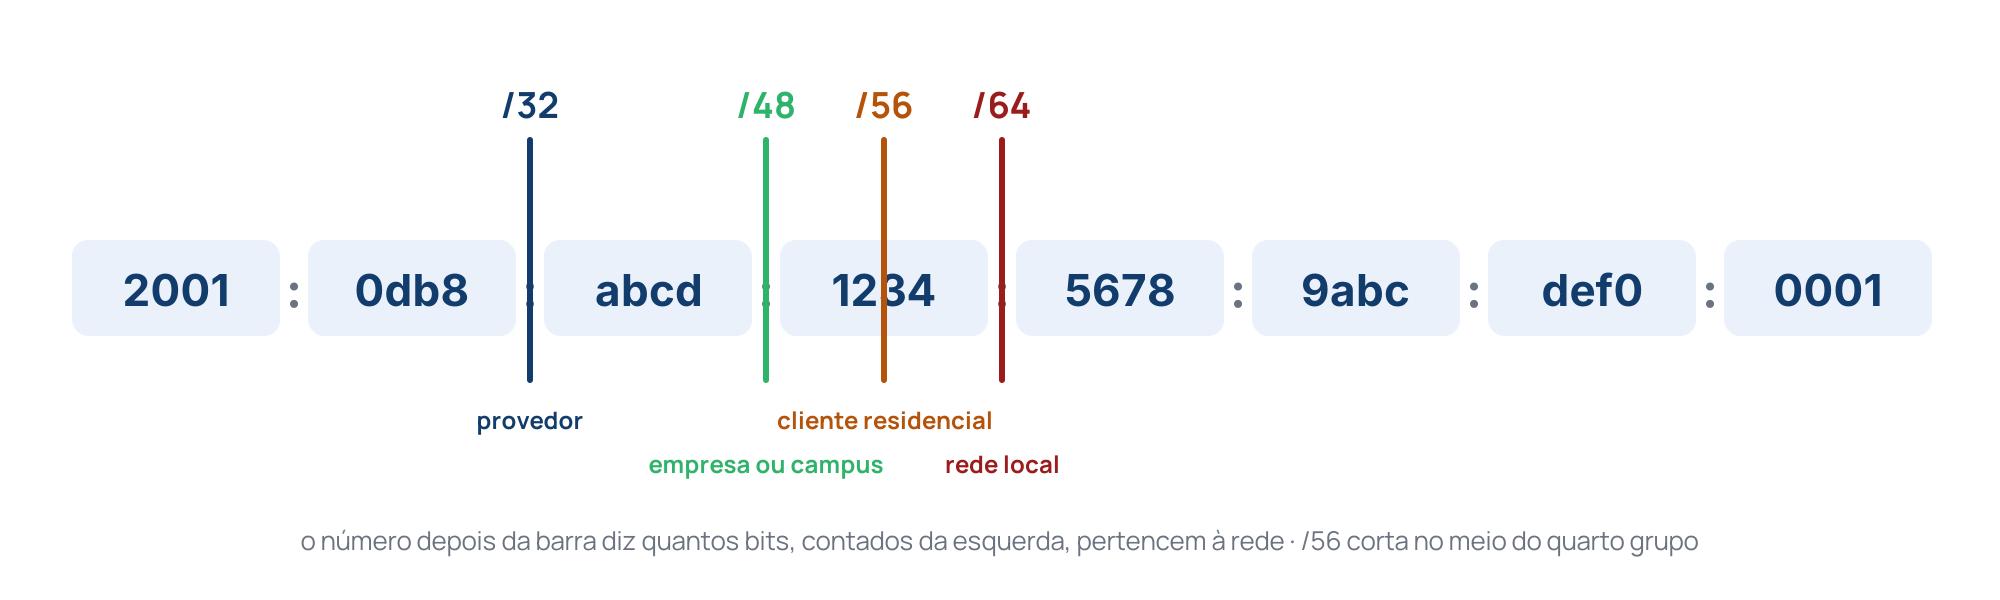 /32 /48 /56 /64
2001 : 0db8 : abcd : 1234 : 5678 : 9abc : def0 : 0001
provedor cliente residencial
empresa ou campus rede local
o número depois da barra diz quantos bits, contados da esquerda, pertencem à rede · /56 corta no meio do quarto grupo